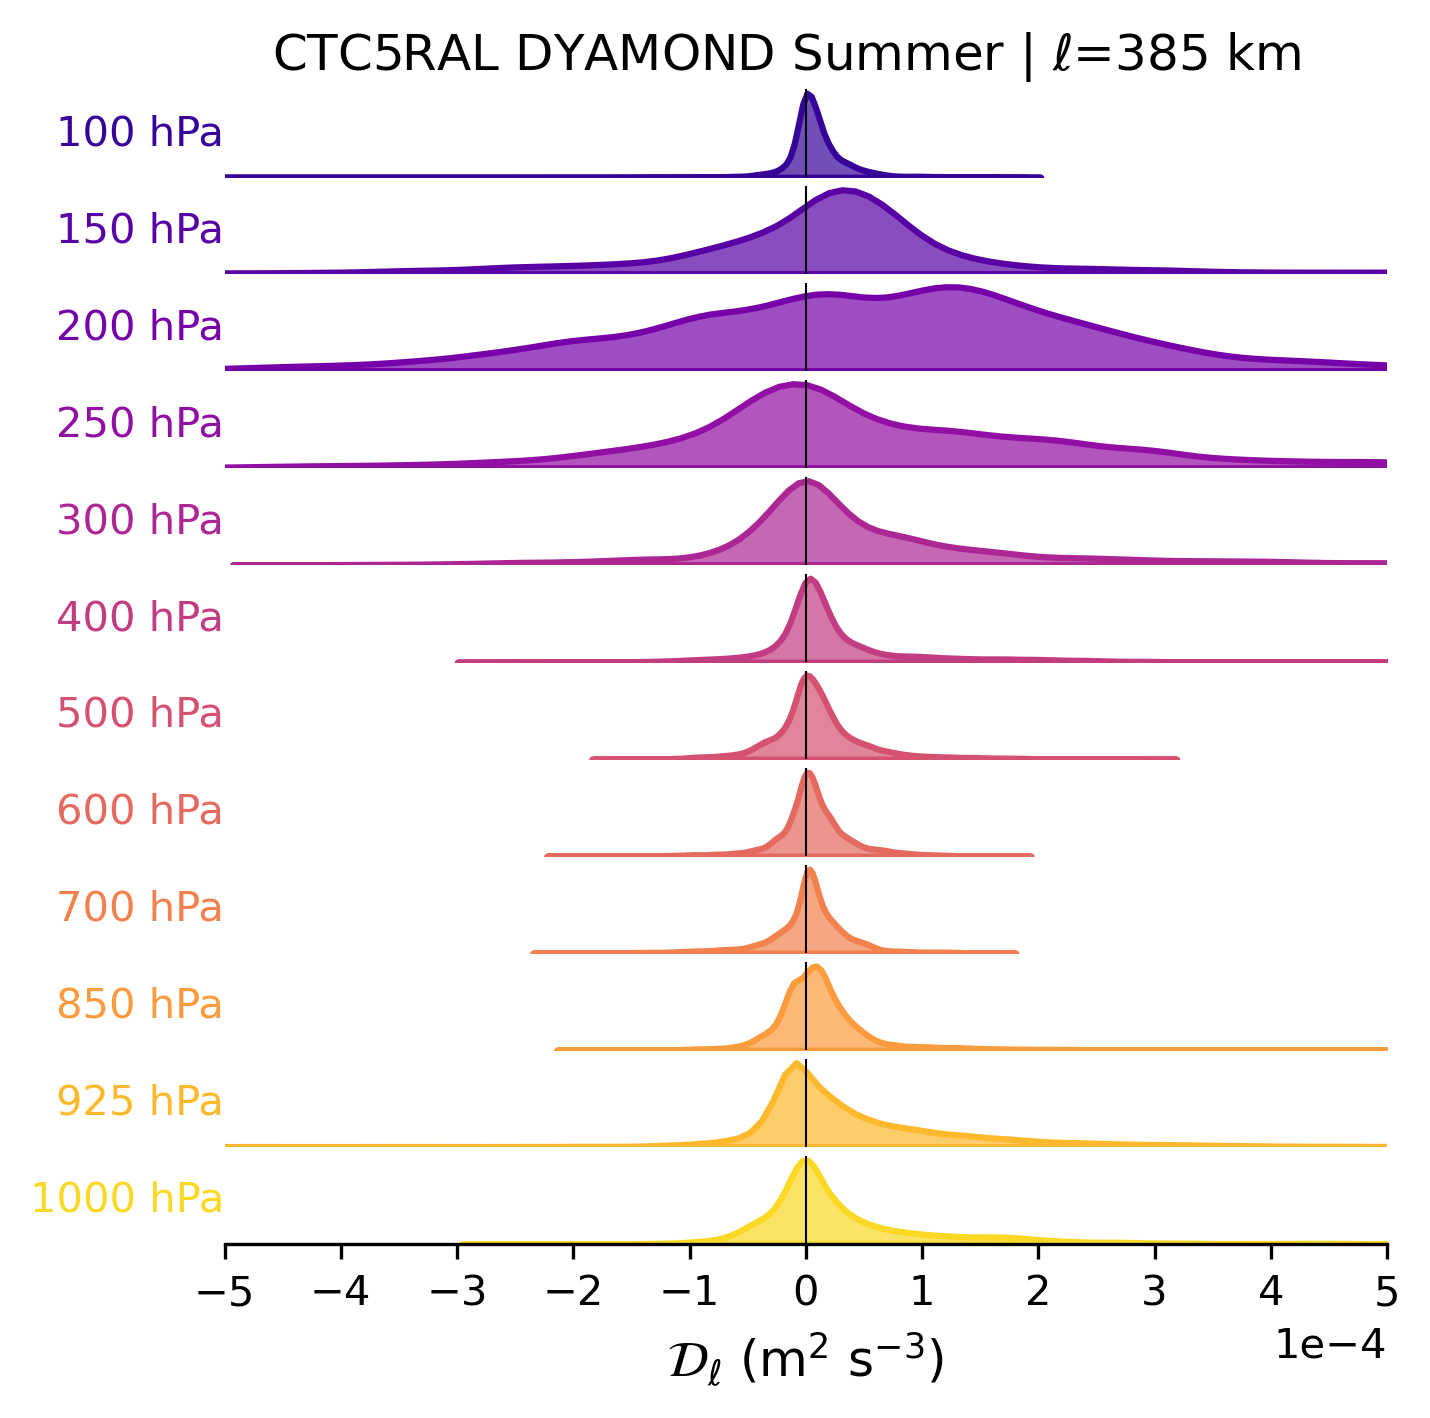 CTC5RAL DYAMOND Summer | ℓ=385 km
100 hPa
150 hPa
200 hPa
250 hPa
300 hPa
400 hPa
500 hPa
600 hPa
700 hPa
850 hPa
925 hPa
1000 hPa
−5 −4 −3 −2 −1 0 1 2 3 4 5
1e−4
𝒟ℓ (m² s⁻³)